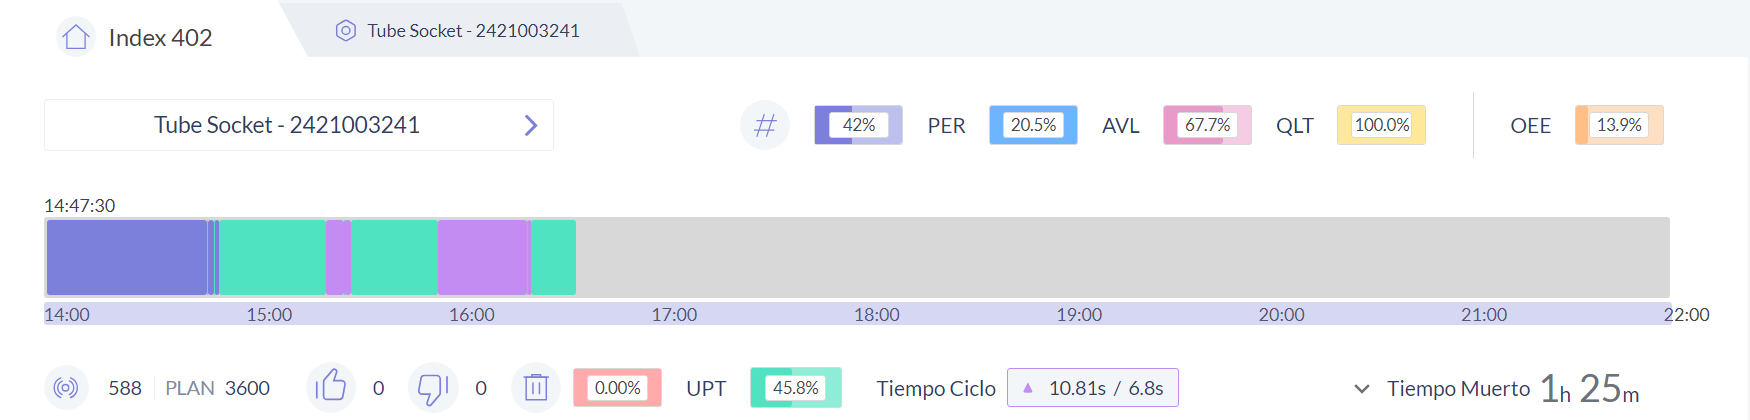 Index 402
Tube Socket - 2421003241
Tube Socket - 2421003241
# 42% PER 20.5% AVL 67.7% QLT 100.0% OEE 13.9%
14:47:30
14:00 15:00 16:00 17:00 18:00 19:00 20:00 21:00 22:00
588 PLAN 3600 0 0 0.00% UPT 45.8% Tiempo Ciclo 10.81s / 6.8s Tiempo Muerto 1h 25m